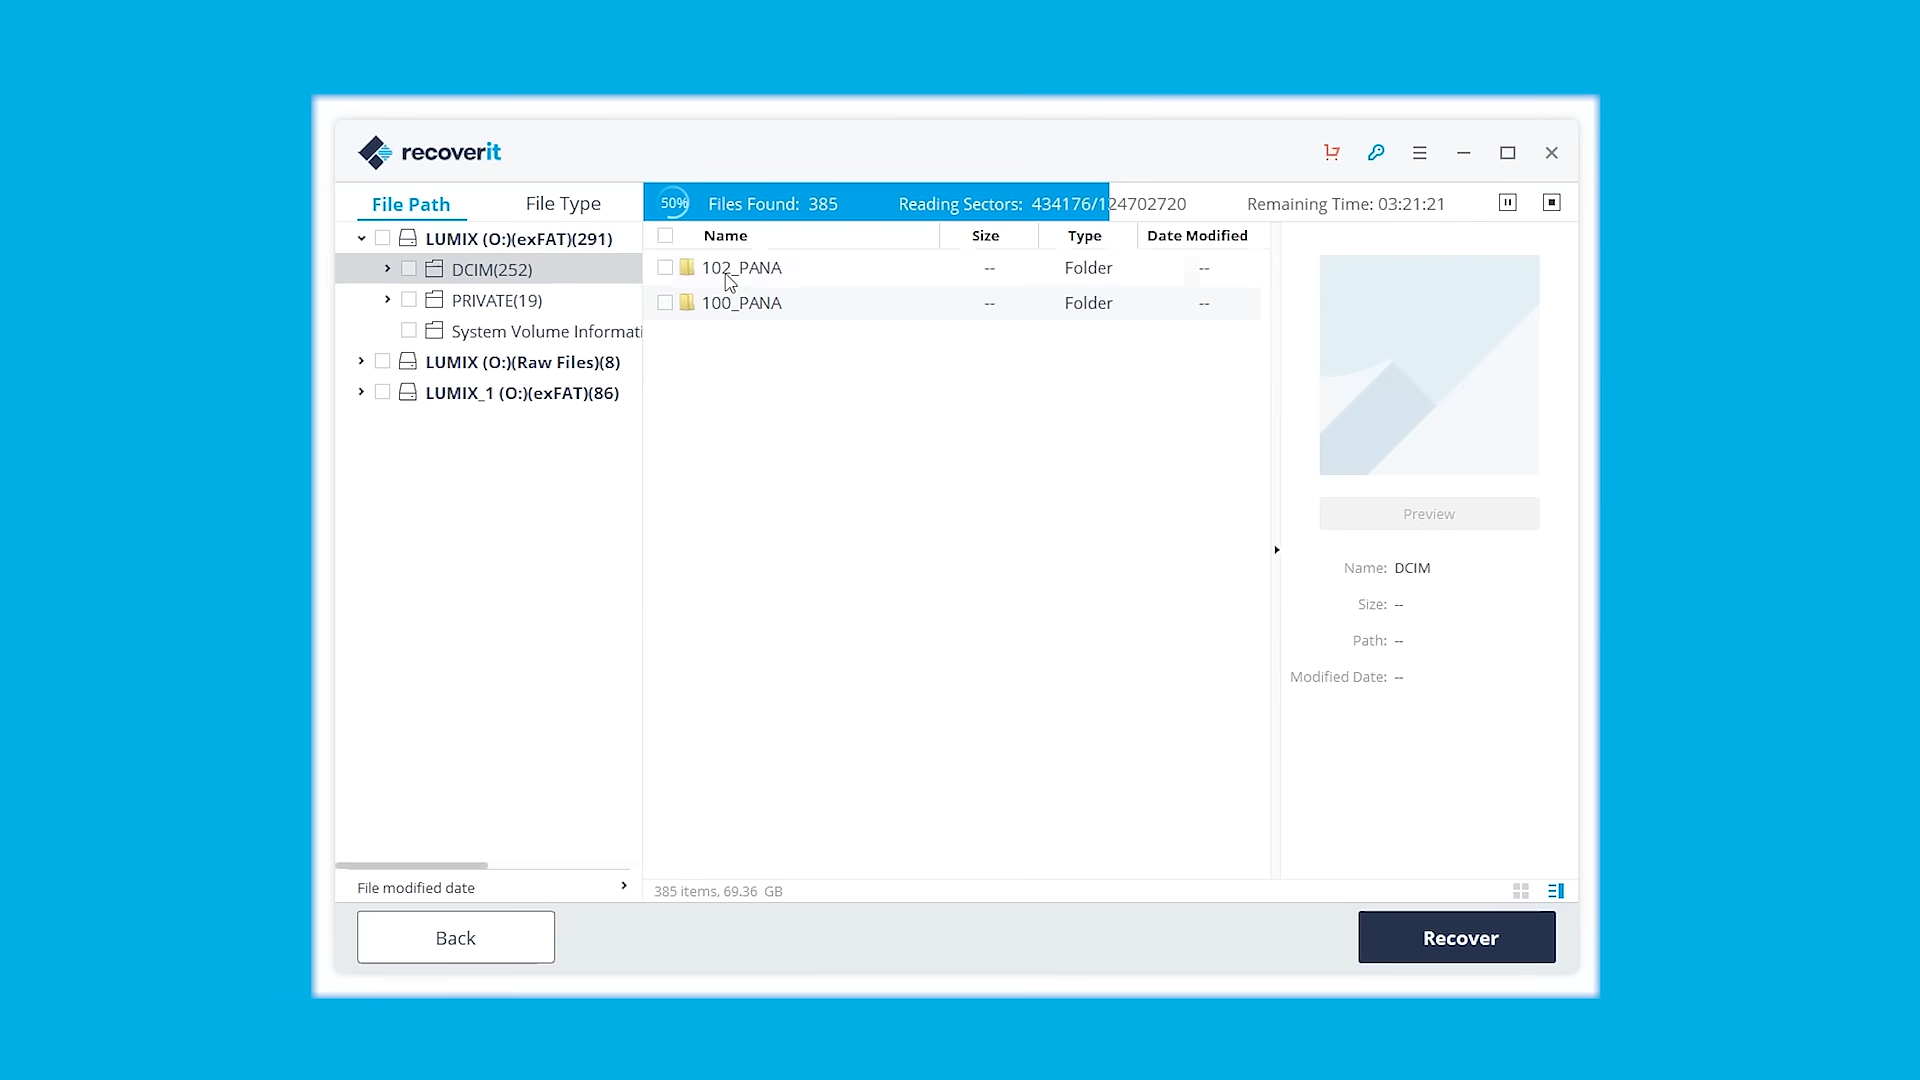 recoverit
File Path File Type
50% Files Found: 385 Reading Sectors: 434176/124702720 Remaining Time: 03:21:21
LUMIX (O:)(exFAT)(291)
DCIM(252)
PRIVATE(19)
System Volume Informati
LUMIX (O:)(Raw Files)(8)
LUMIX_1 (O:)(exFAT)(86)
Name Size Type Date Modified
102_PANA -- Folder --
100_PANA -- Folder --
Preview
Name: DCIM
Size: --
Path: --
Modified Date: --
File modified date
385 items, 69.36 GB
Back
Recover